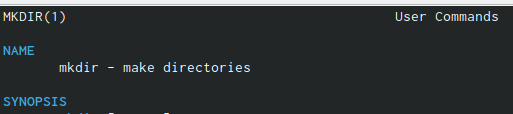 MKDIR(1) User Commands
NAME
mkdir - make directories
SYNOPSIS